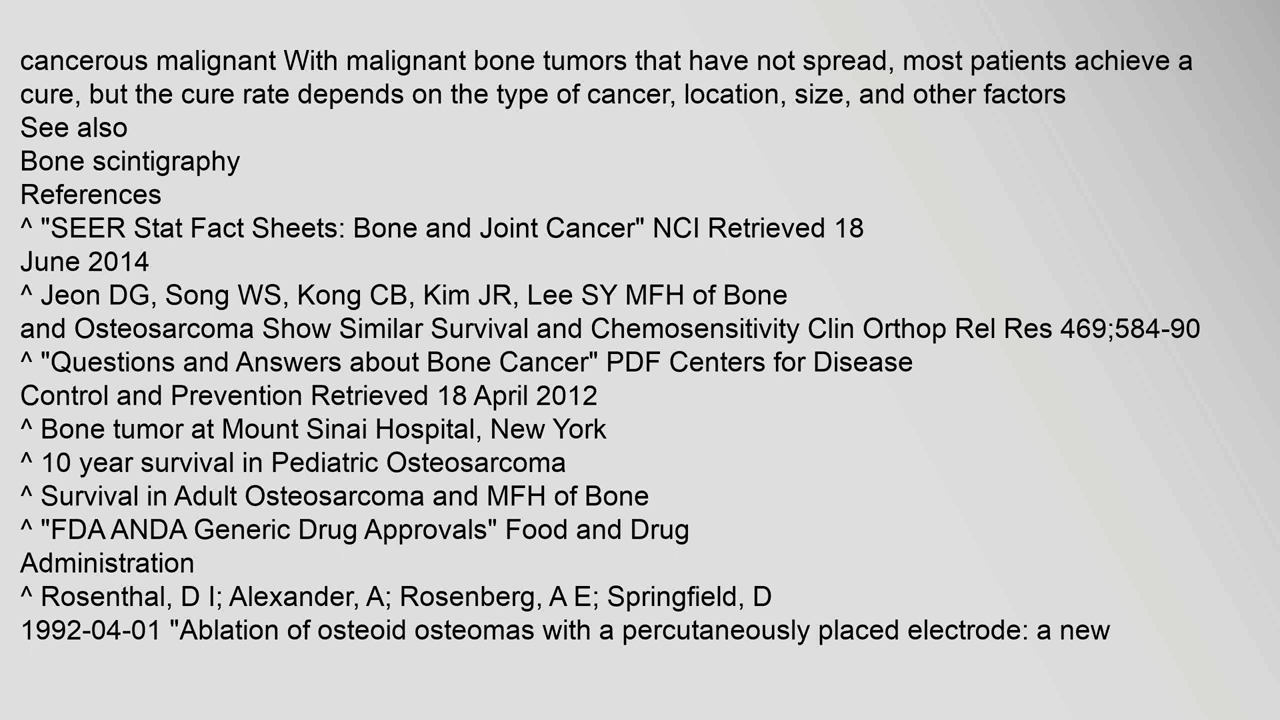 cancerous malignant With malignant bone tumors that have not spread, most patients achieve a
cure, but the cure rate depends on the type of cancer, location, size, and other factors
See also
Bone scintigraphy
References
^ "SEER Stat Fact Sheets: Bone and Joint Cancer" NCI Retrieved 18
June 2014
^ Jeon DG, Song WS, Kong CB, Kim JR, Lee SY MFH of Bone
and Osteosarcoma Show Similar Survival and Chemosensitivity Clin Orthop Rel Res 469;584-90
^ "Questions and Answers about Bone Cancer" PDF Centers for Disease
Control and Prevention Retrieved 18 April 2012
^ Bone tumor at Mount Sinai Hospital, New York
^ 10 year survival in Pediatric Osteosarcoma
^ Survival in Adult Osteosarcoma and MFH of Bone
^ "FDA ANDA Generic Drug Approvals" Food and Drug
Administration
^ Rosenthal, D I; Alexander, A; Rosenberg, A E; Springfield, D
1992-04-01 "Ablation of osteoid osteomas with a percutaneously placed electrode: a new